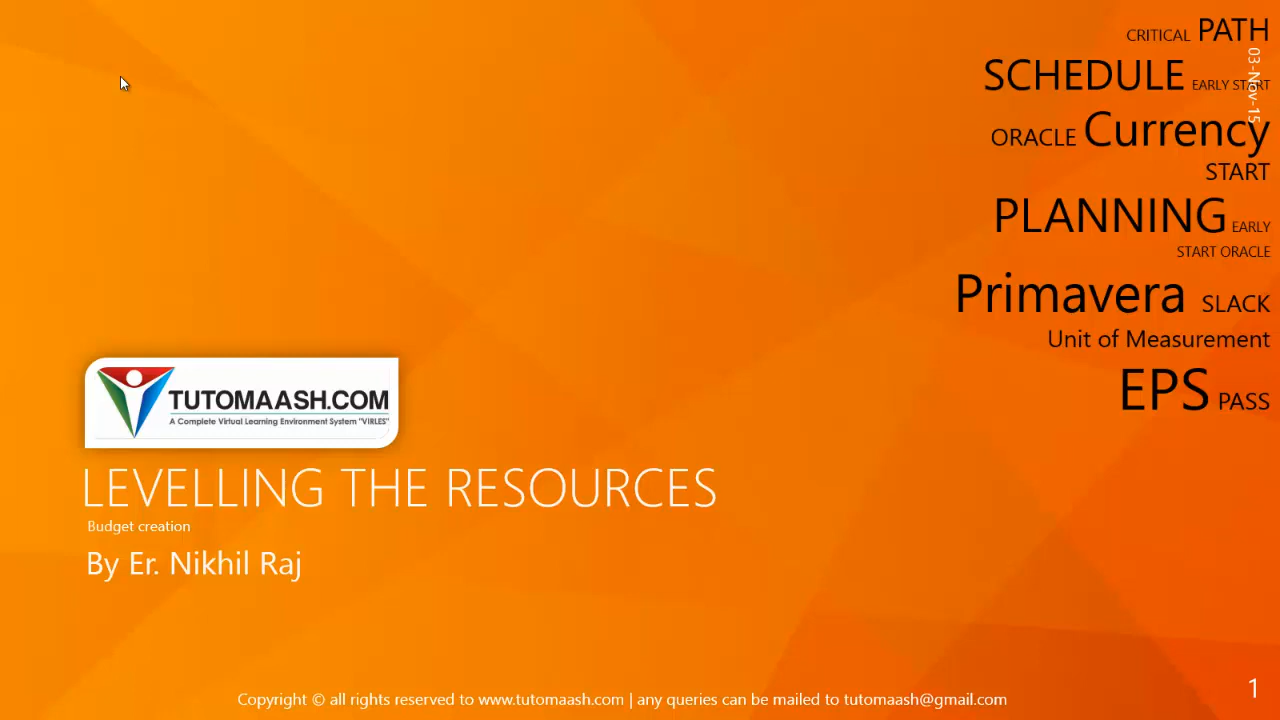 CRITICAL PATH
03-Nov-15
SCHEDULE EARLY START
ORACLE Currency
START
PLANNING EARLY
START ORACLE
Primavera SLACK
Unit of Measurement
EPS PASS
TUTOMAASH.COM
A Complete Virtual Learning Environment System "VIRLES"
LEVELLING THE RESOURCES
Budget creation
By Er. Nikhil Raj
Copyright © all rights reserved to www.tutomaash.com | any queries can be mailed to tutomaash@gmail.com
1